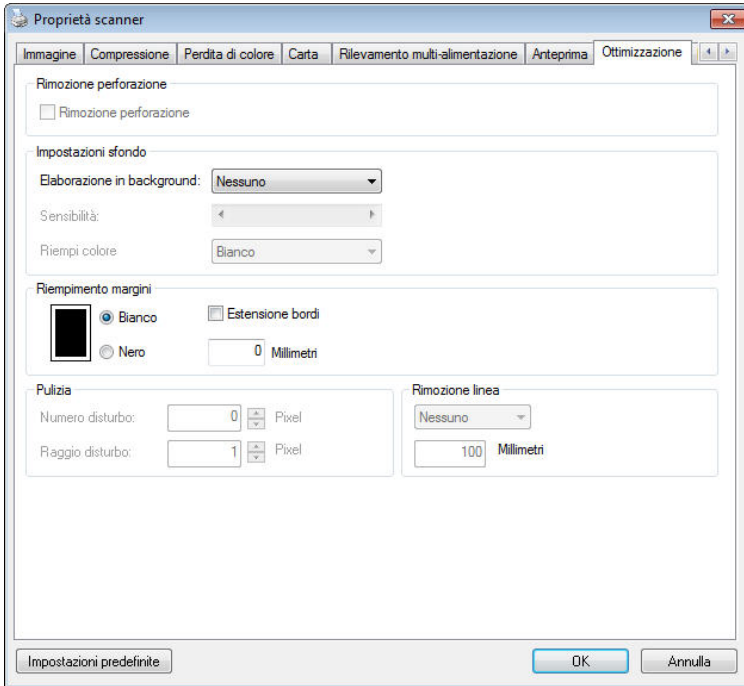 Proprietà scanner
Immagine Compressione Perdita di colore Carta Rilevamento multi-alimentazione Anteprima Ottimizzazione
Rimozione perforazione
Rimozione perforazione
Impostazioni sfondo
Elaborazione in background: Nessuno
Sensibilità:
Riempi colore Bianco
Riempimento margini
Bianco Estensione bordi
Nero 0 Millimetri
Pulizia Rimozione linea
Numero disturbo: 0 Pixel Nessuno
Raggio disturbo: 1 Pixel 100 Millimetri
Impostazioni predefinite OK Annulla